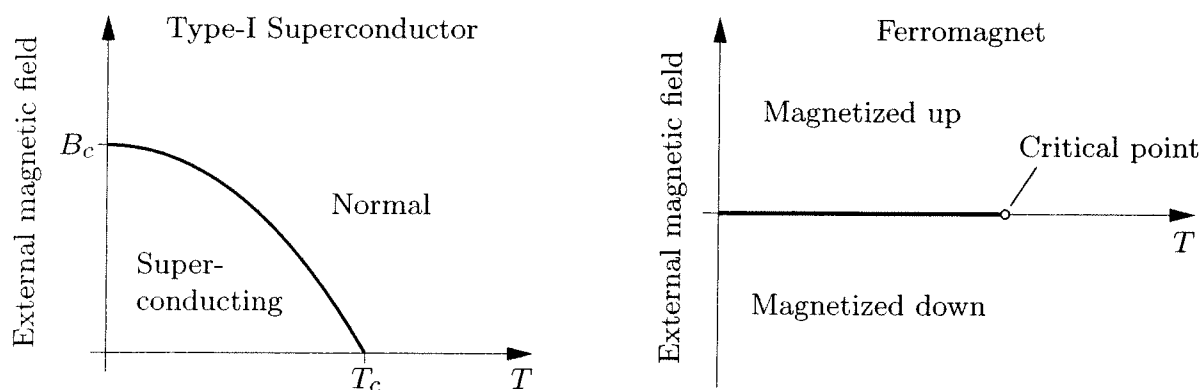 Type-I Superconductor
External magnetic field
B_c
Normal
Super-
conducting
T_c
T
Ferromagnet
External magnetic field
Magnetized up
Critical point
T
Magnetized down